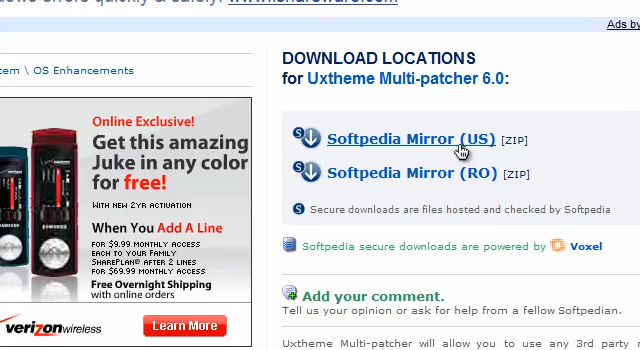 dows errors quickly & safely! www.liveshareware.com
Ads by
tem \ OS Enhancements
DOWNLOAD LOCATIONS
for Uxtheme Multi-patcher 6.0:
Online Exclusive!
Get this amazing
Juke in any color
for free!
WITH NEW 2YR ACTIVATION
When You Add A Line
FOR $9.99 MONTHLY ACCESS
EACH TO YOUR FAMILY
SHAREPLAN® AFTER 2 LINES
FOR $69.99 MONTHLY ACCESS
Free Overnight Shipping
with online orders
verizonwireless
Learn More
SAMSUNG
Softpedia Mirror (US) [ZIP]
Softpedia Mirror (RO) [ZIP]
Secure downloads are files hosted and checked by Softpedia
Softpedia secure downloads are powered by Voxel
Add your comment.
Tell us your opinion or ask for help from a fellow Softpedian.
Uxtheme Multi-patcher will allow you to use any 3rd party